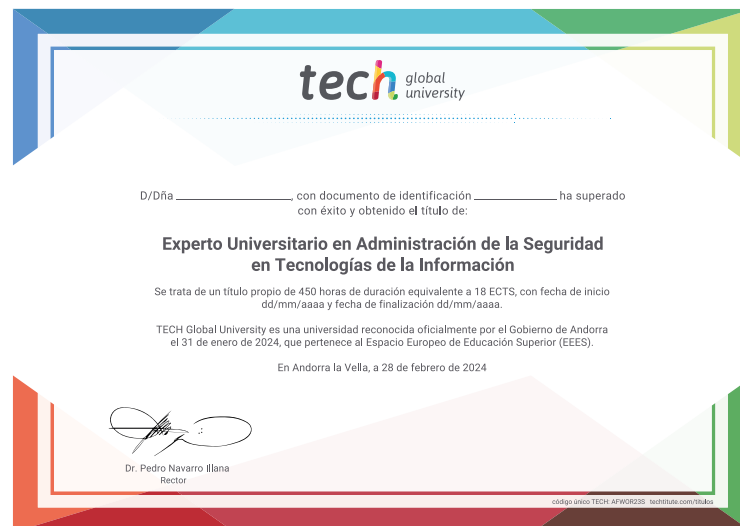 tech global university
D/Dña ______________, con documento de identificación ______________ ha superado
con éxito y obtenido el título de:
Experto Universitario en Administración de la Seguridad
en Tecnologías de la Información
Se trata de un título propio de 450 horas de duración equivalente a 18 ECTS, con fecha de inicio
dd/mm/aaaa y fecha de finalización dd/mm/aaaa.
TECH Global University es una universidad reconocida oficialmente por el Gobierno de Andorra
el 31 de enero de 2024, que pertenece al Espacio Europeo de Educación Superior (EEES).
En Andorra la Vella, a 28 de febrero de 2024
Dr. Pedro Navarro Illana
Rector
código único TECH: AFWOR23S techtitute.com/titulos